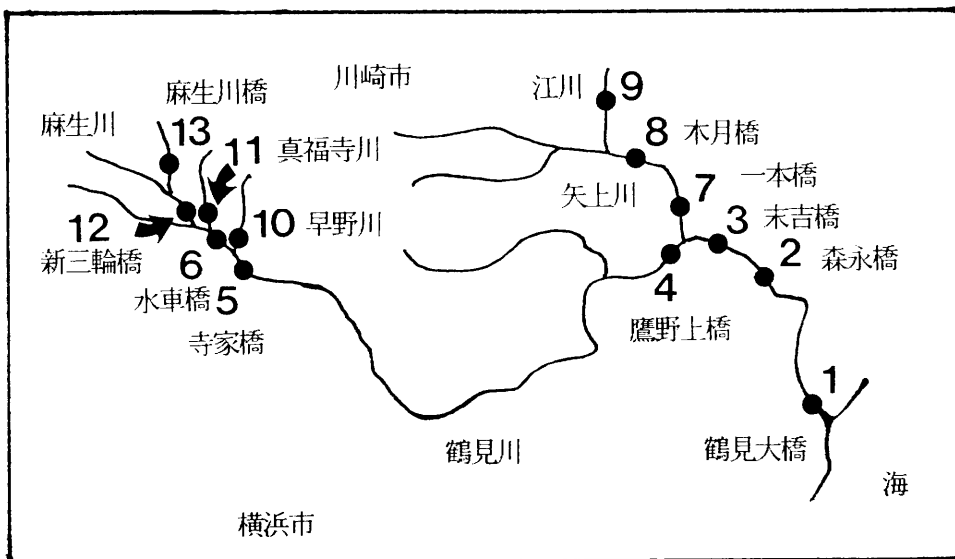 川崎市
麻生川橋
麻生川
13
11
真福寺川
12
新三輪橋
10
早野川
6
水車橋
5
寺家橋
江川
9
8
木月橋
矢上川
7
一本橋
3
末吉橋
2
森永橋
4
鷹野上橋
1
鶴見大橋
鶴見川
海
横浜市